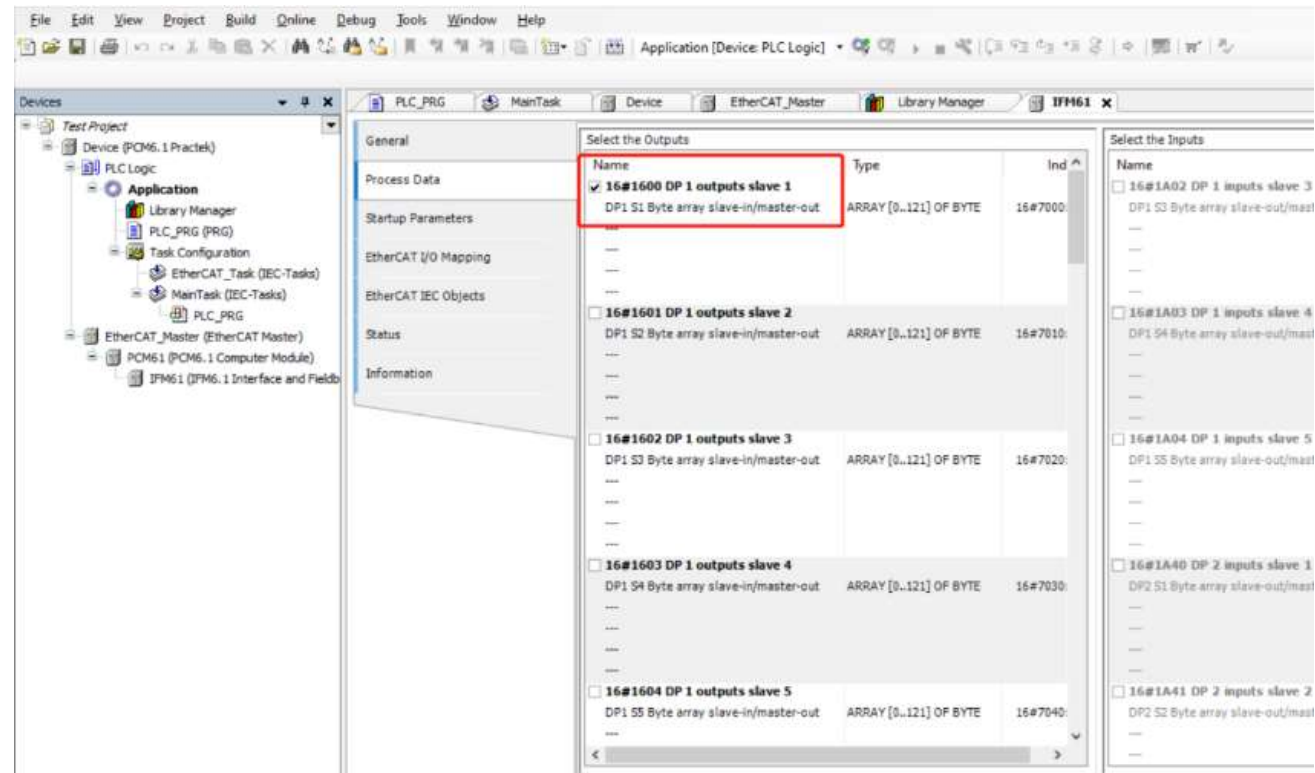 File Edit View Project Build Online Debug Tools Window Help
Application [Device: PLC Logic]
Devices
Test Project
Device (PCM6.1 Practek)
PLC Logic
Application
Library Manager
PLC_PRG (PRG)
Task Configuration
EtherCAT_Task (IEC-Tasks)
MainTask (IEC-Tasks)
PLC_PRG
EtherCAT_Master (EtherCAT Master)
PCM61 (PCM6.1 Computer Module)
IFM61 (IFM6.1 Interface and Fieldb
PLC_PRG MainTask Device EtherCAT_Master Library Manager IFM61
General
Process Data
Startup Parameters
EtherCAT I/O Mapping
EtherCAT IEC Objects
Status
Information
Select the Outputs
Name Type Ind
16#1600 DP 1 outputs slave 1
DP1 S1 Byte array slave-in/master-out ARRAY [0..121] OF BYTE 16#7000:
---
---
---
---
16#1601 DP 1 outputs slave 2
DP1 S2 Byte array slave-in/master-out ARRAY [0..121] OF BYTE 16#7010:
---
---
---
---
16#1602 DP 1 outputs slave 3
DP1 S3 Byte array slave-in/master-out ARRAY [0..121] OF BYTE 16#7020:
---
---
---
---
16#1603 DP 1 outputs slave 4
DP1 S4 Byte array slave-in/master-out ARRAY [0..121] OF BYTE 16#7030:
---
---
---
---
16#1604 DP 1 outputs slave 5
DP1 S5 Byte array slave-in/master-out ARRAY [0..121] OF BYTE 16#7040:
---
Select the Inputs
Name
16#1A02 DP 1 inputs slave 3
DP1 S3 Byte array slave-out/mast
---
---
---
---
16#1A03 DP 1 inputs slave 4
DP1 S4 Byte array slave-out/mast
---
---
---
---
16#1A04 DP 1 inputs slave 5
DP1 S5 Byte array slave-out/mast
---
---
---
---
16#1A40 DP 2 inputs slave 1
DP2 S1 Byte array slave-out/mast
---
---
---
---
16#1A41 DP 2 inputs slave 2
DP2 S2 Byte array slave-out/mast
---
---